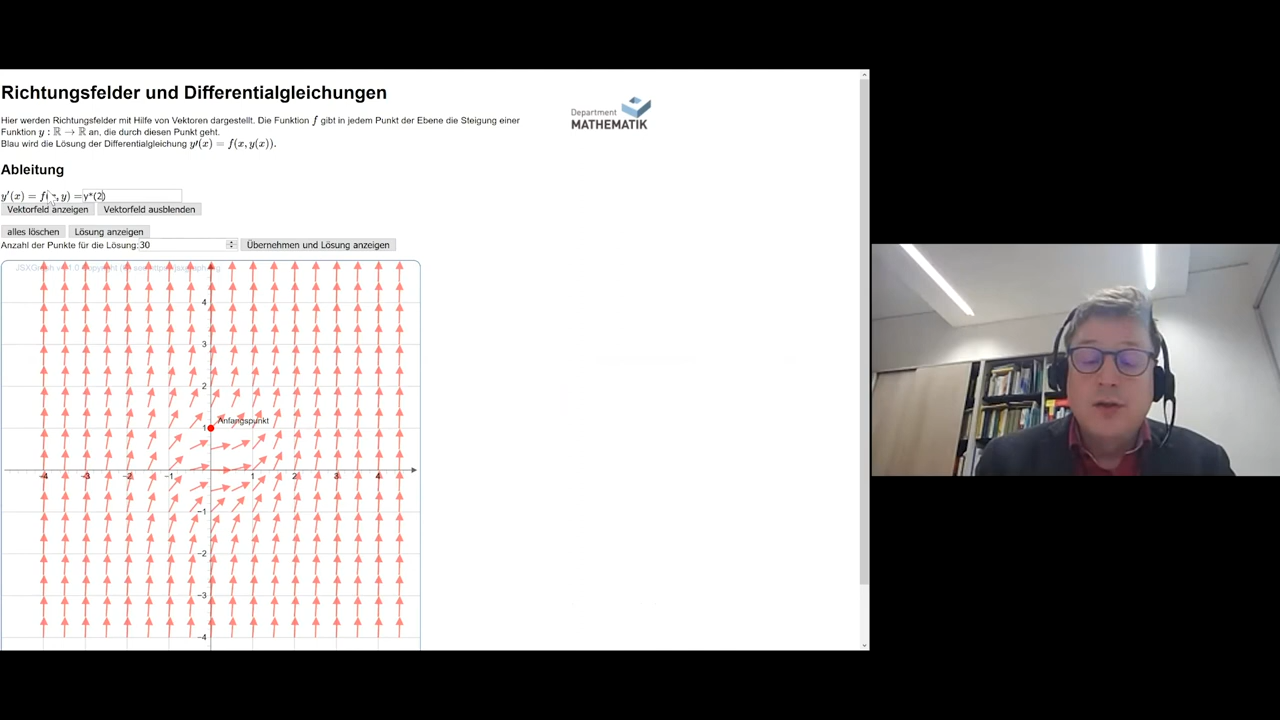 Richtungsfelder und Differentialgleichungen
Department
MATHEMATIK
Hier werden Richtungsfelder mit Hilfe von Vektoren dargestellt. Die Funktion f gibt in jedem Punkt der Ebene die Steigung einer
Funktion y : ℝ → ℝ an, die durch diesen Punkt geht.
Blau wird die Lösung der Differentialgleichung y′(x) = f(x, y(x)).
Ableitung
y′(x) = f(x, y) = y*(2)
Vektorfeld anzeigen Vektorfeld ausblenden
alles löschen Lösung anzeigen
Anzahl der Punkte für die Lösung: 30 Übernehmen und Lösung anzeigen
4
3
2
Anfangspunkt
1
-4 -3 -2 -1 1 2 3 4
-1
-2
-3
-4